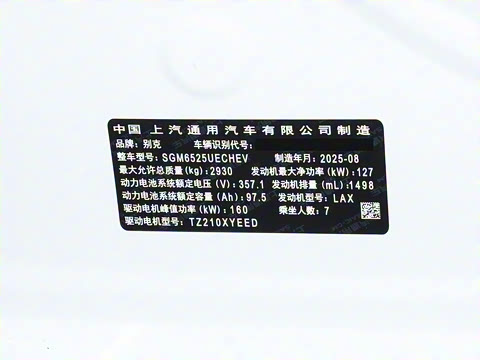 中国 上汽通用汽车有限公司制造
品牌: 别克 车辆识别代号:
整车型号: SGM6525UECHEV 制造年月: 2025-08
最大允许总质量 (kg): 2930 发动机最大净功率 (kW): 127
动力电池系统额定电压 (V): 357.1 发动机排量 (mL): 1498
动力电池系统额定容量 (Ah): 97.5 发动机型号: LAX
驱动电机峰值功率 (kW): 160 乘坐人数: 7
驱动电机型号: TZ210XYEED